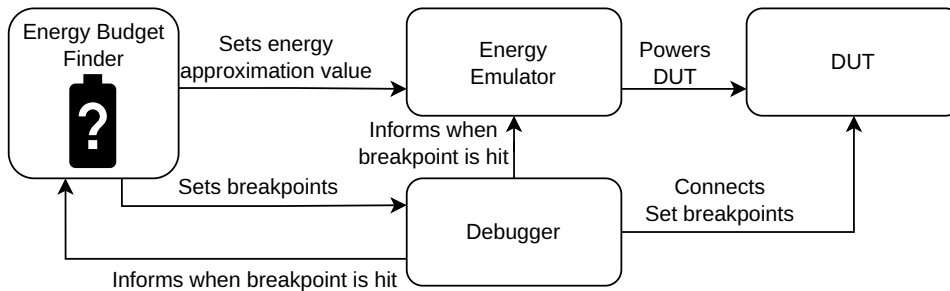 Energy Budget
Finder
?
Sets energy
approximation value
Energy
Emulator
Powers
DUT
DUT
Informs when
breakpoint is hit
Sets breakpoints
Debugger
Connects
Set breakpoints
Informs when breakpoint is hit